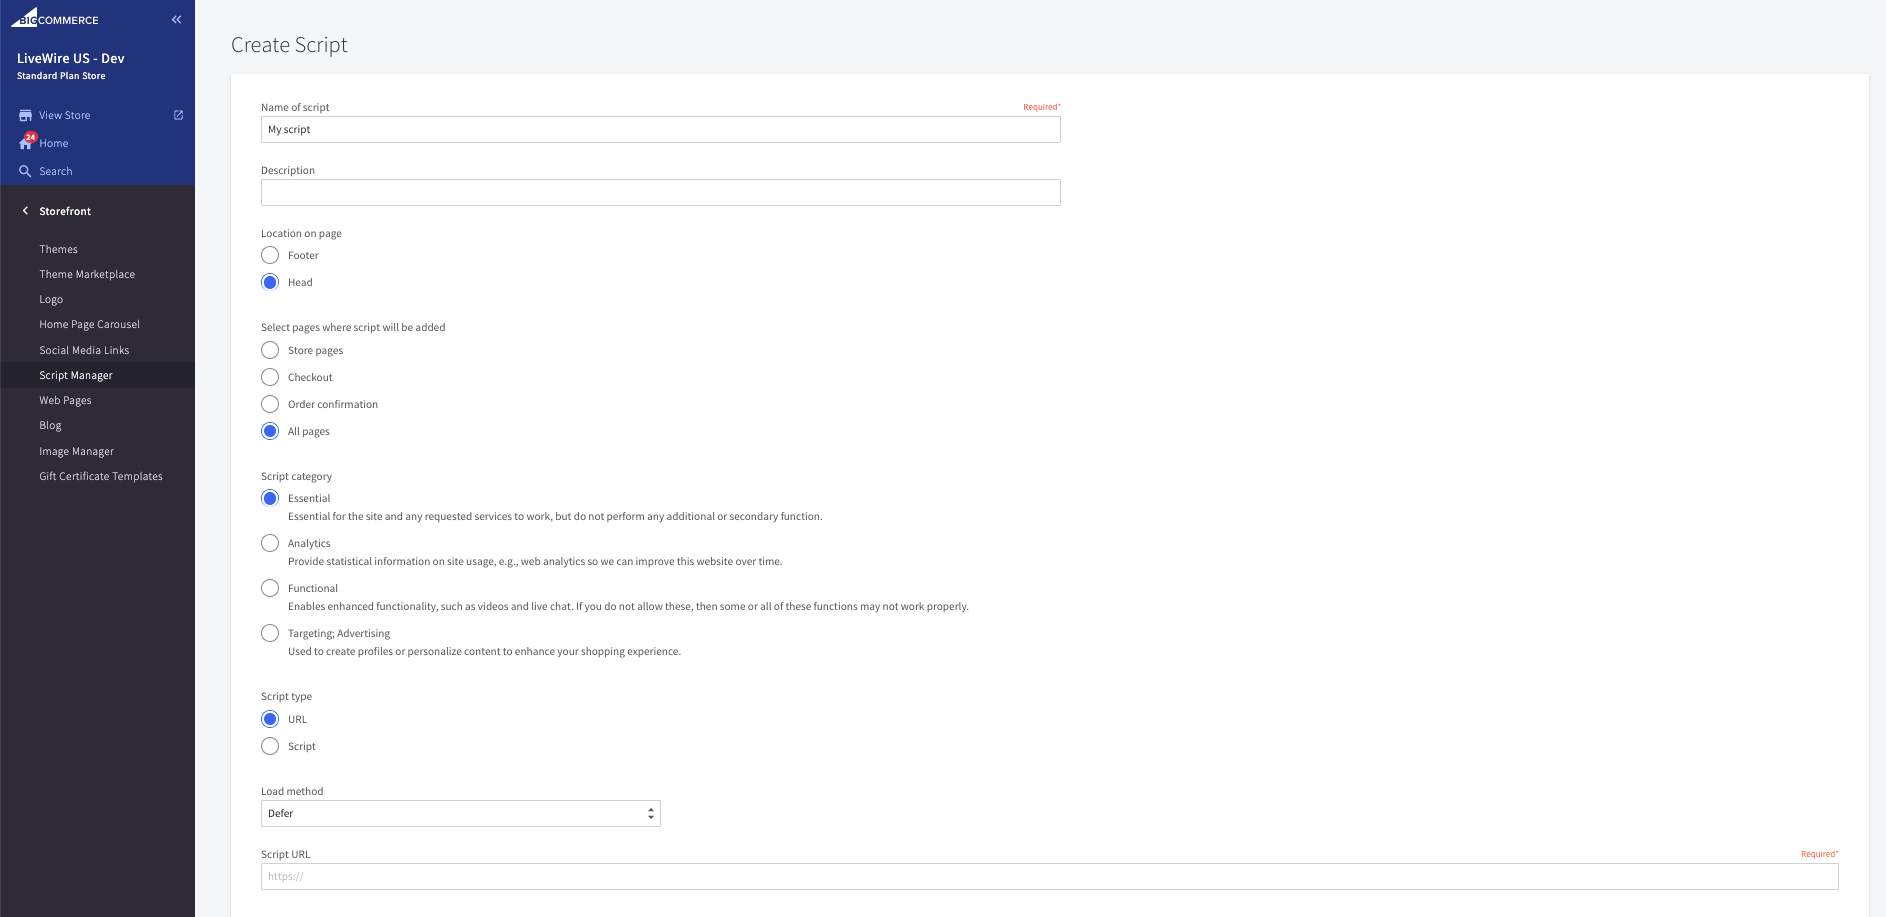 BIGCOMMERCE
LiveWire US - Dev
Standard Plan Store
View Store
24
Home
Search
Storefront
Themes
Theme Marketplace
Logo
Home Page Carousel
Social Media Links
Script Manager
Web Pages
Blog
Image Manager
Gift Certificate Templates
Create Script
Name of script Required*
My script
Description
Location on page
Footer
Head
Select pages where script will be added
Store pages
Checkout
Order confirmation
All pages
Script category
Essential
Essential for the site and any requested services to work, but do not perform any additional or secondary function.
Analytics
Provide statistical information on site usage, e.g., web analytics so we can improve this website over time.
Functional
Enables enhanced functionality, such as videos and live chat. If you do not allow these, then some or all of these functions may not work properly.
Targeting; Advertising
Used to create profiles or personalize content to enhance your shopping experience.
Script type
URL
Script
Load method
Defer
Script URL Required*
https://